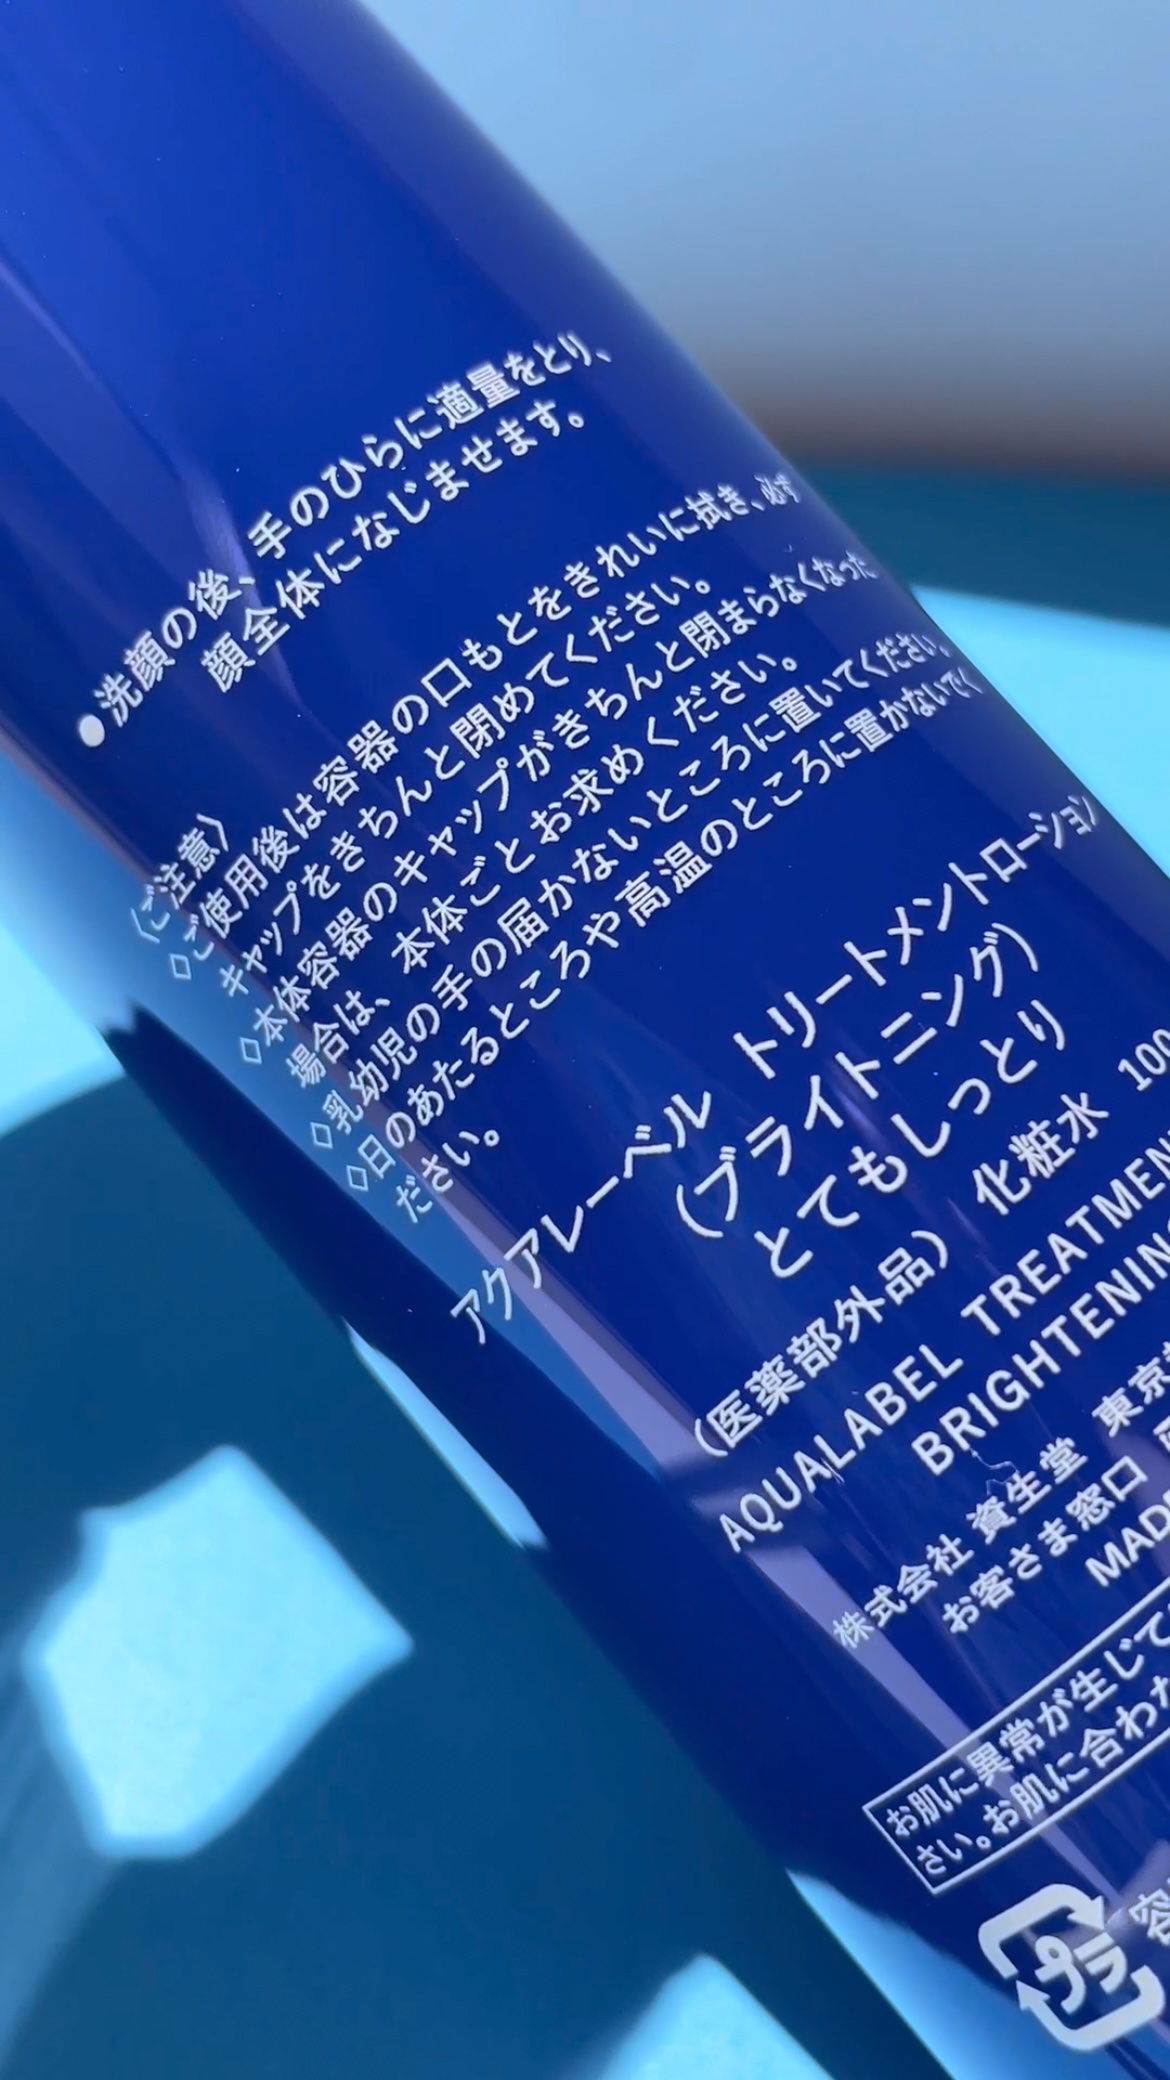 ●洗顔の後、手のひらに適量をとり、
顔全体になじませます。
〈ご注意〉
◇ご使用後は容器の口もとをきれいに拭き、必ず
キャップをきちんと閉めてください。
◇本体容器のキャップがきちんと閉まらなくなった
場合は、本体ごとお求めください。
◇乳幼児の手の届かないところに置いてください。
◇日のあたるところや高温のところに置かないでく
ださい。
アクアレーベル トリートメントローション
(ブライトニング)
とてもしっとり
(医薬部外品) 化粧水 100
AQUALABEL TREATMEN
BRIGHTENIN
株式会社 資生堂 東京
お客さま窓口
MAD
お肌に異常が生じて
さい。お肌に合わな
プラ 容